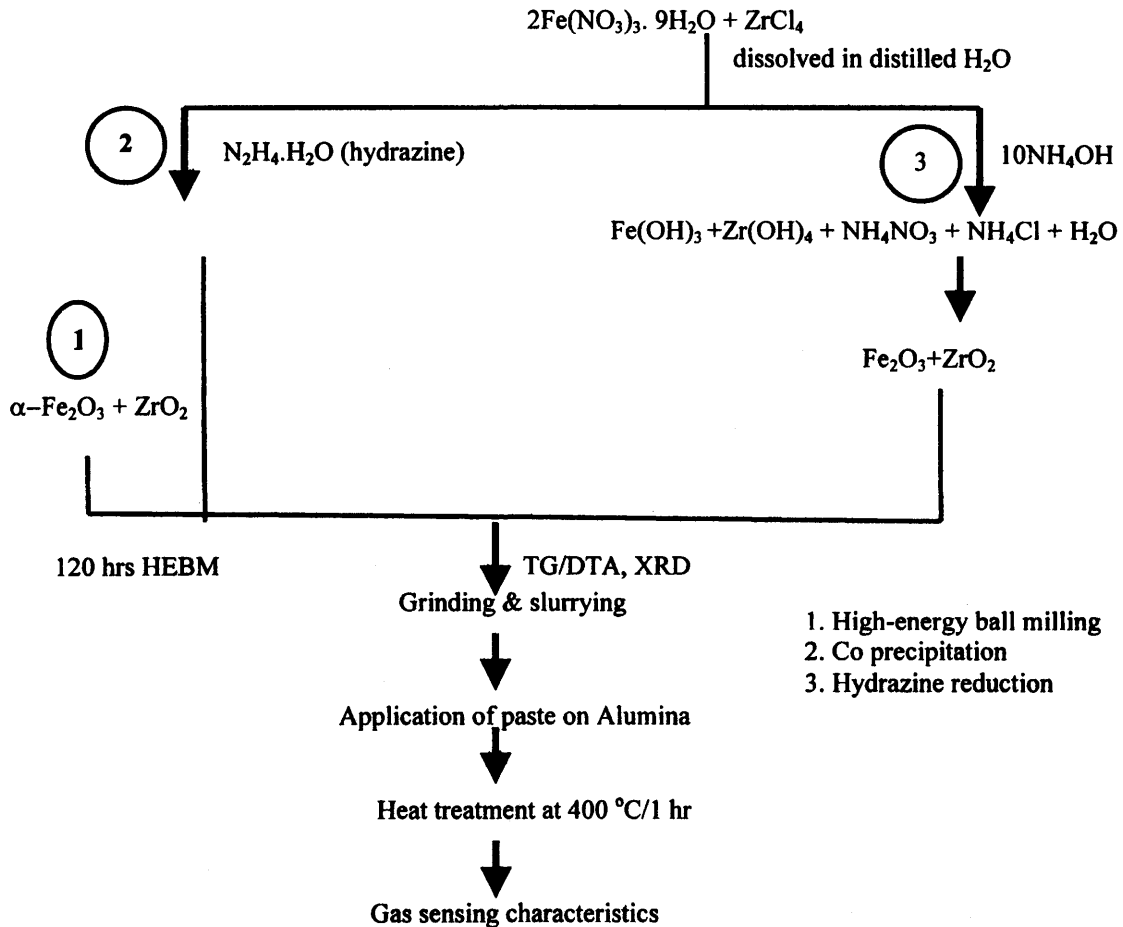 2Fe(NO₃)₃. 9H₂O + ZrCl₄
dissolved in distilled H₂O
2
N₂H₄.H₂O (hydrazine)
3
10NH₄OH
Fe(OH)₃ +Zr(OH)₄ + NH₄NO₃ + NH₄Cl + H₂O
1
Fe₂O₃+ZrO₂
α–Fe₂O₃ + ZrO₂
120 hrs HEBM
TG/DTA, XRD
Grinding & slurrying
1. High-energy ball milling
2. Co precipitation
3. Hydrazine reduction
Application of paste on Alumina
Heat treatment at 400 °C/1 hr
Gas sensing characteristics